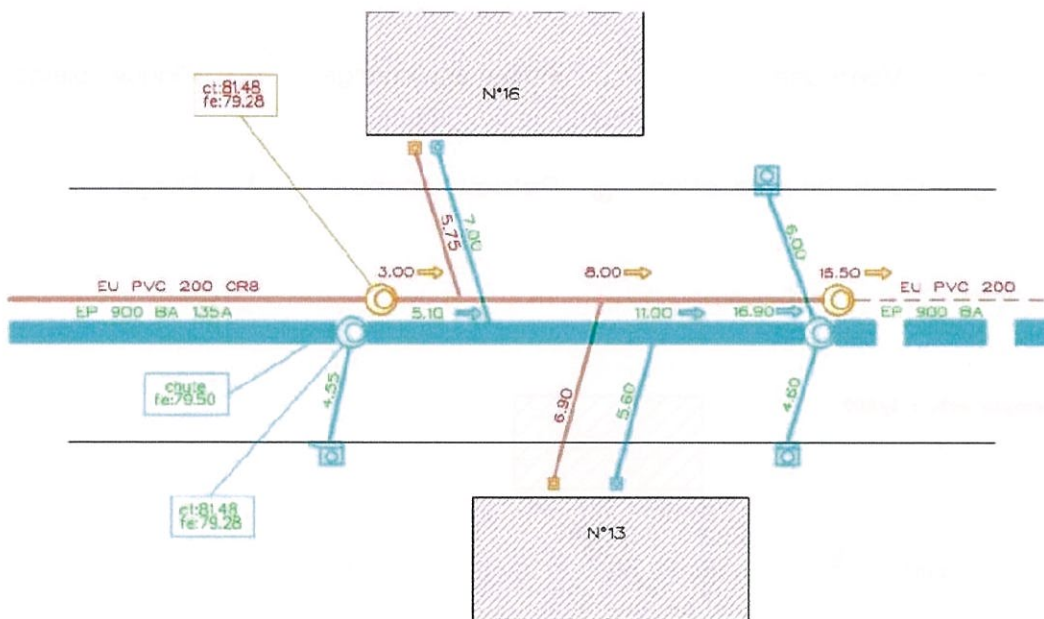 ct:81.48
fe:79.28
N°16
5.75
7.00
6.00
3.00
8.00
15.50
EU PVC 200 CR8
EU PVC 200
EP 900 BA 135A
5.10
11.00
16.90
EP 900 BA
chute
fe:79.50
4.55
6.90
5.60
4.60
ct:81.48
fe:79.28
N°13